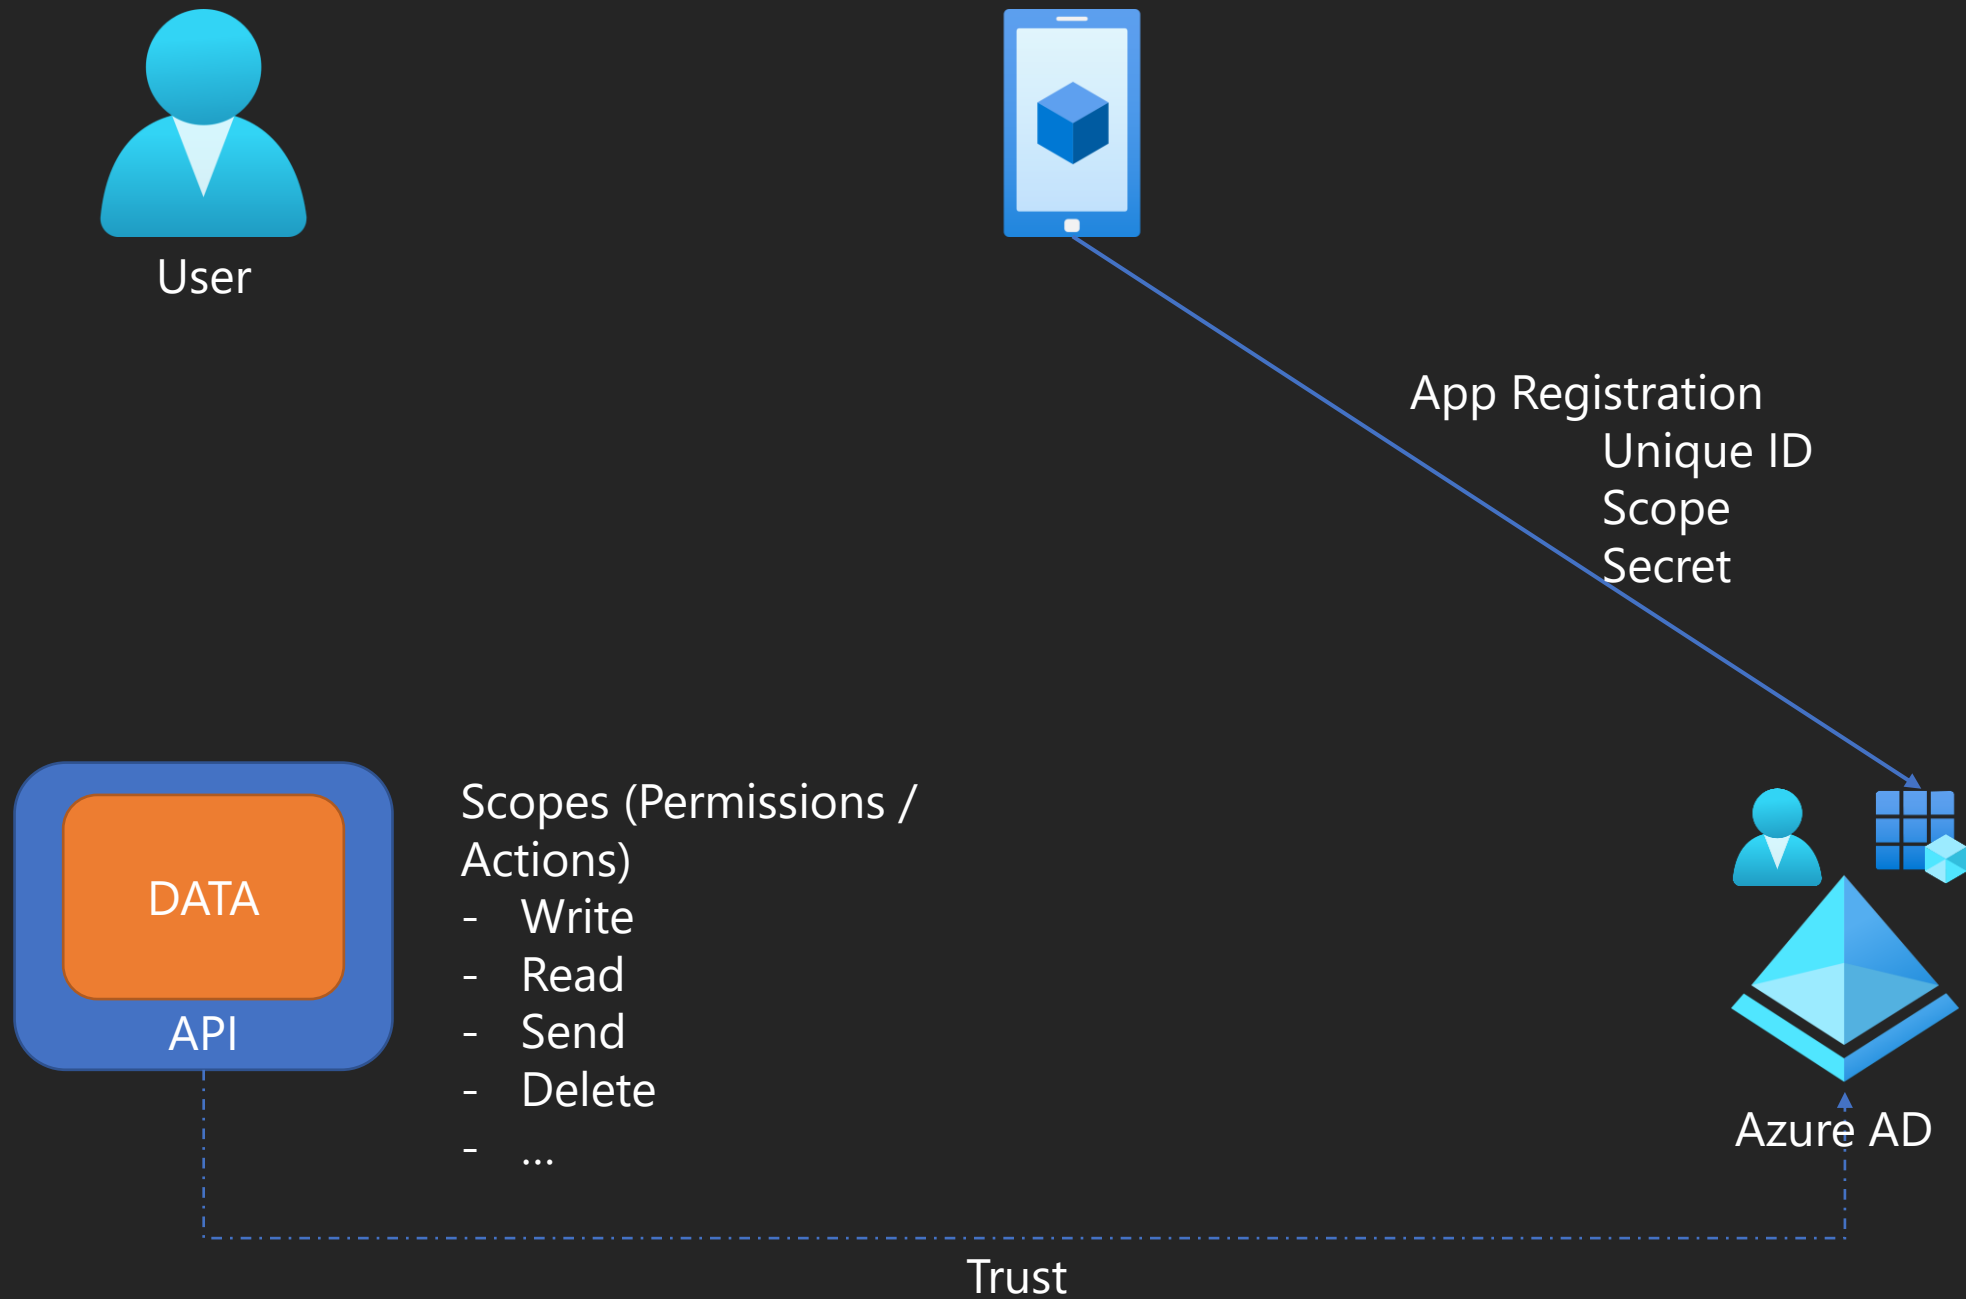 User
App Registration
Unique ID
Scope
Secret
DATA
API
Scopes (Permissions /
Actions)
- Write
- Read
- Send
- Delete
- ...
Azure AD
Trust